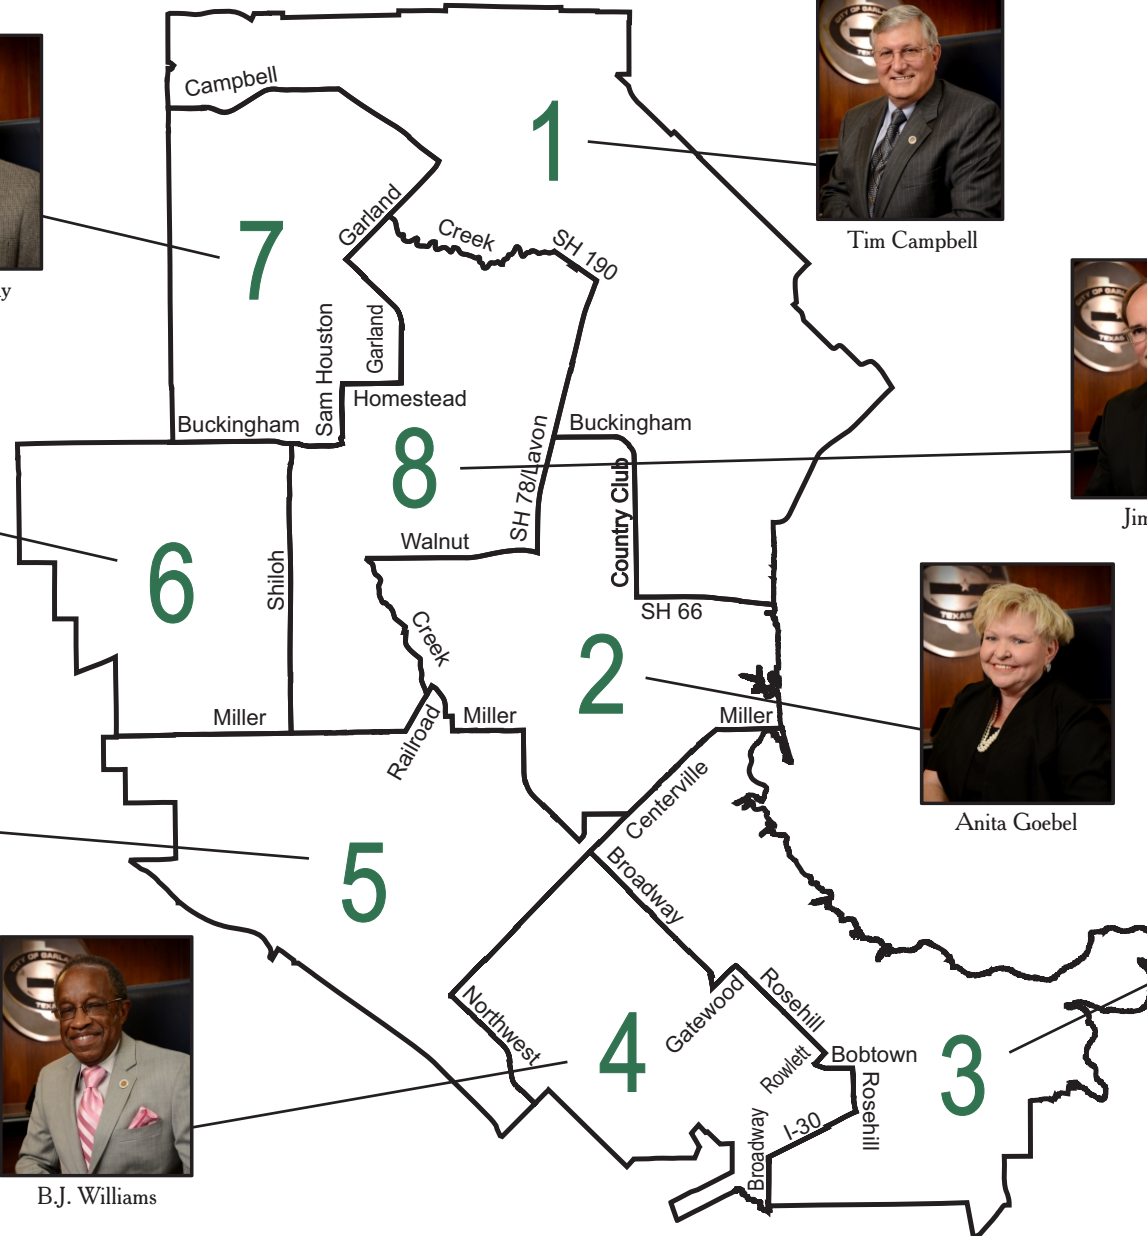 Campbell
1
Tim Campbell
7
Garland
Creek
SH 190
y
Sam Houston
Garland
Homestead
Buckingham
Buckingham
8
SH 78/Lavon
Country Club
Jim
Walnut
6
Shiloh
Creek
SH 66
2
Miller
Railroad
Miller
Miller
Anita Goebel
Centerville
5
Broadway
Northwest
Gatewood
Rosehill
4
Rowlett
Bobtown
3
Rosehill
I-30
Broadway
B.J. Williams